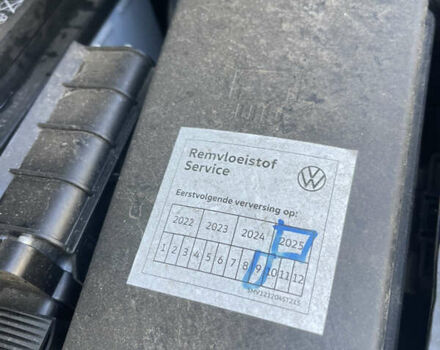 Remvloeistof
Service
Eerstvolgende verversing op:
2022 2023 2024 2025
1 2 3 4 5 6 7 8 9 10 11 12